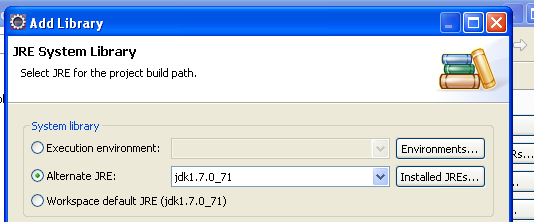 Add Library
JRE System Library
Select JRE for the project build path.
System library
Execution environment:
Environments...
Alternate JRE:
jdk1.7.0_71
Installed JREs...
Workspace default JRE (jdk1.7.0_71)